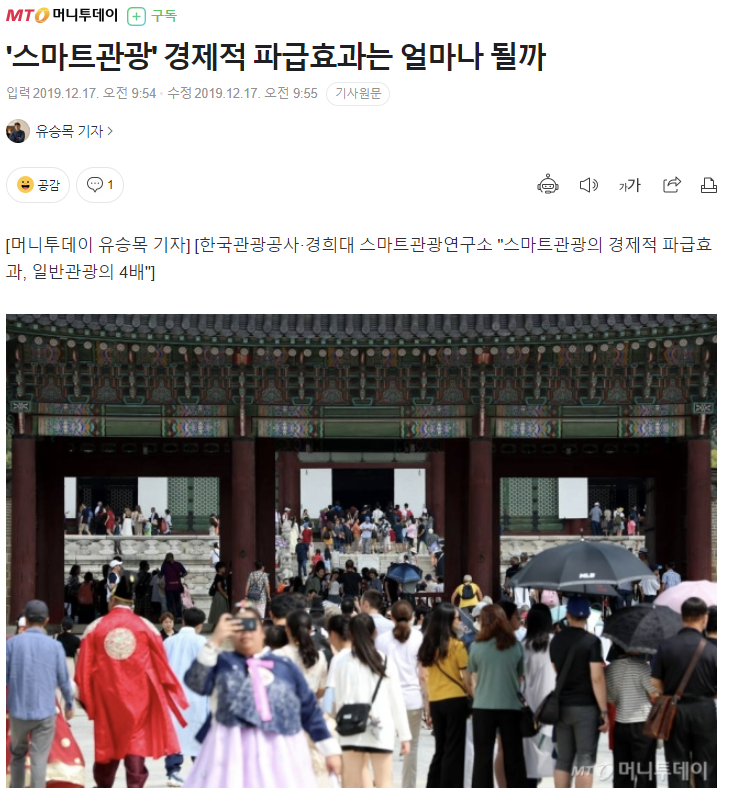 MTO 머니투데이 구독
'스마트관광' 경제적 파급효과는 얼마나 될까
입력 2019.12.17. 오전 9:54 · 수정 2019.12.17. 오전 9:55 기사원문
유승목 기자
공감 1 가가
[머니투데이 유승목 기자] [한국관광공사·경희대 스마트관광연구소 "스마트관광의 경제적 파급효
과, 일반관광의 4배"]
MTO 머니투데이